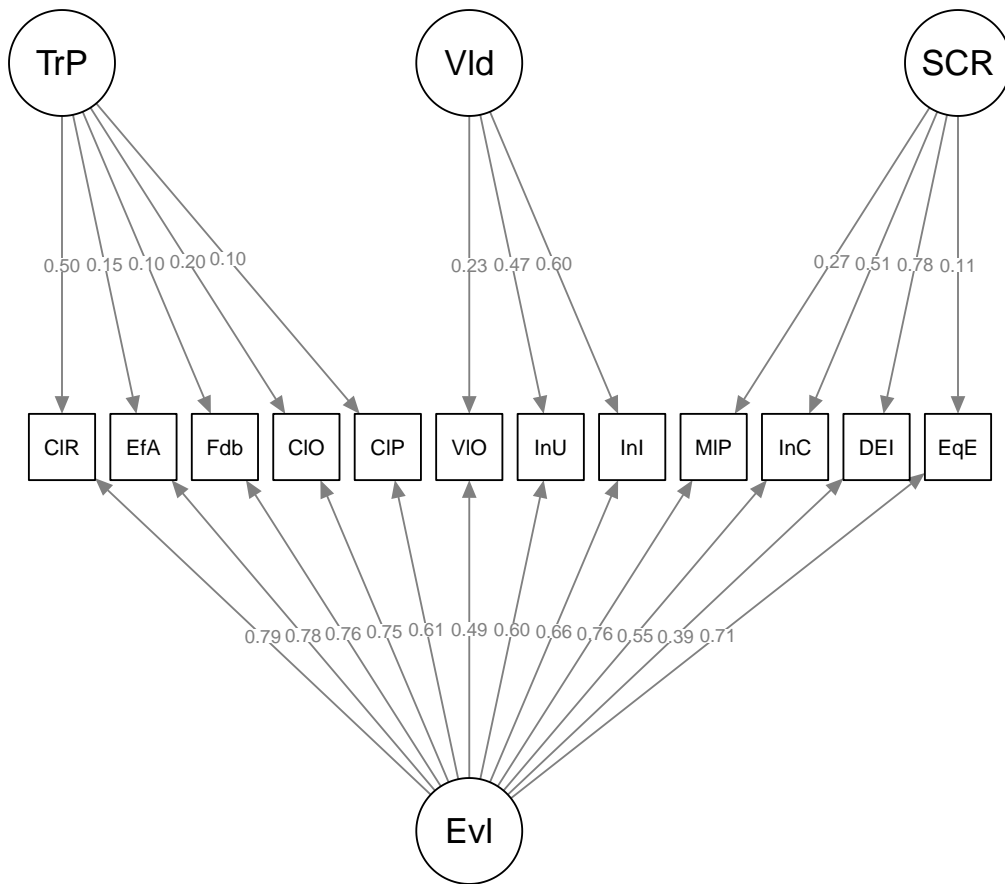 TrP Vld SCR
0.50 0.15 0.10 0.20 0.10 0.23 0.47 0.60 0.27 0.51 0.78 0.11
ClR EfA Fdb ClO ClP VlO InU InI MIP InC DEI EqE
0.79 0.78 0.76 0.75 0.61 0.49 0.60 0.66 0.76 0.55 0.39 0.71
Evl